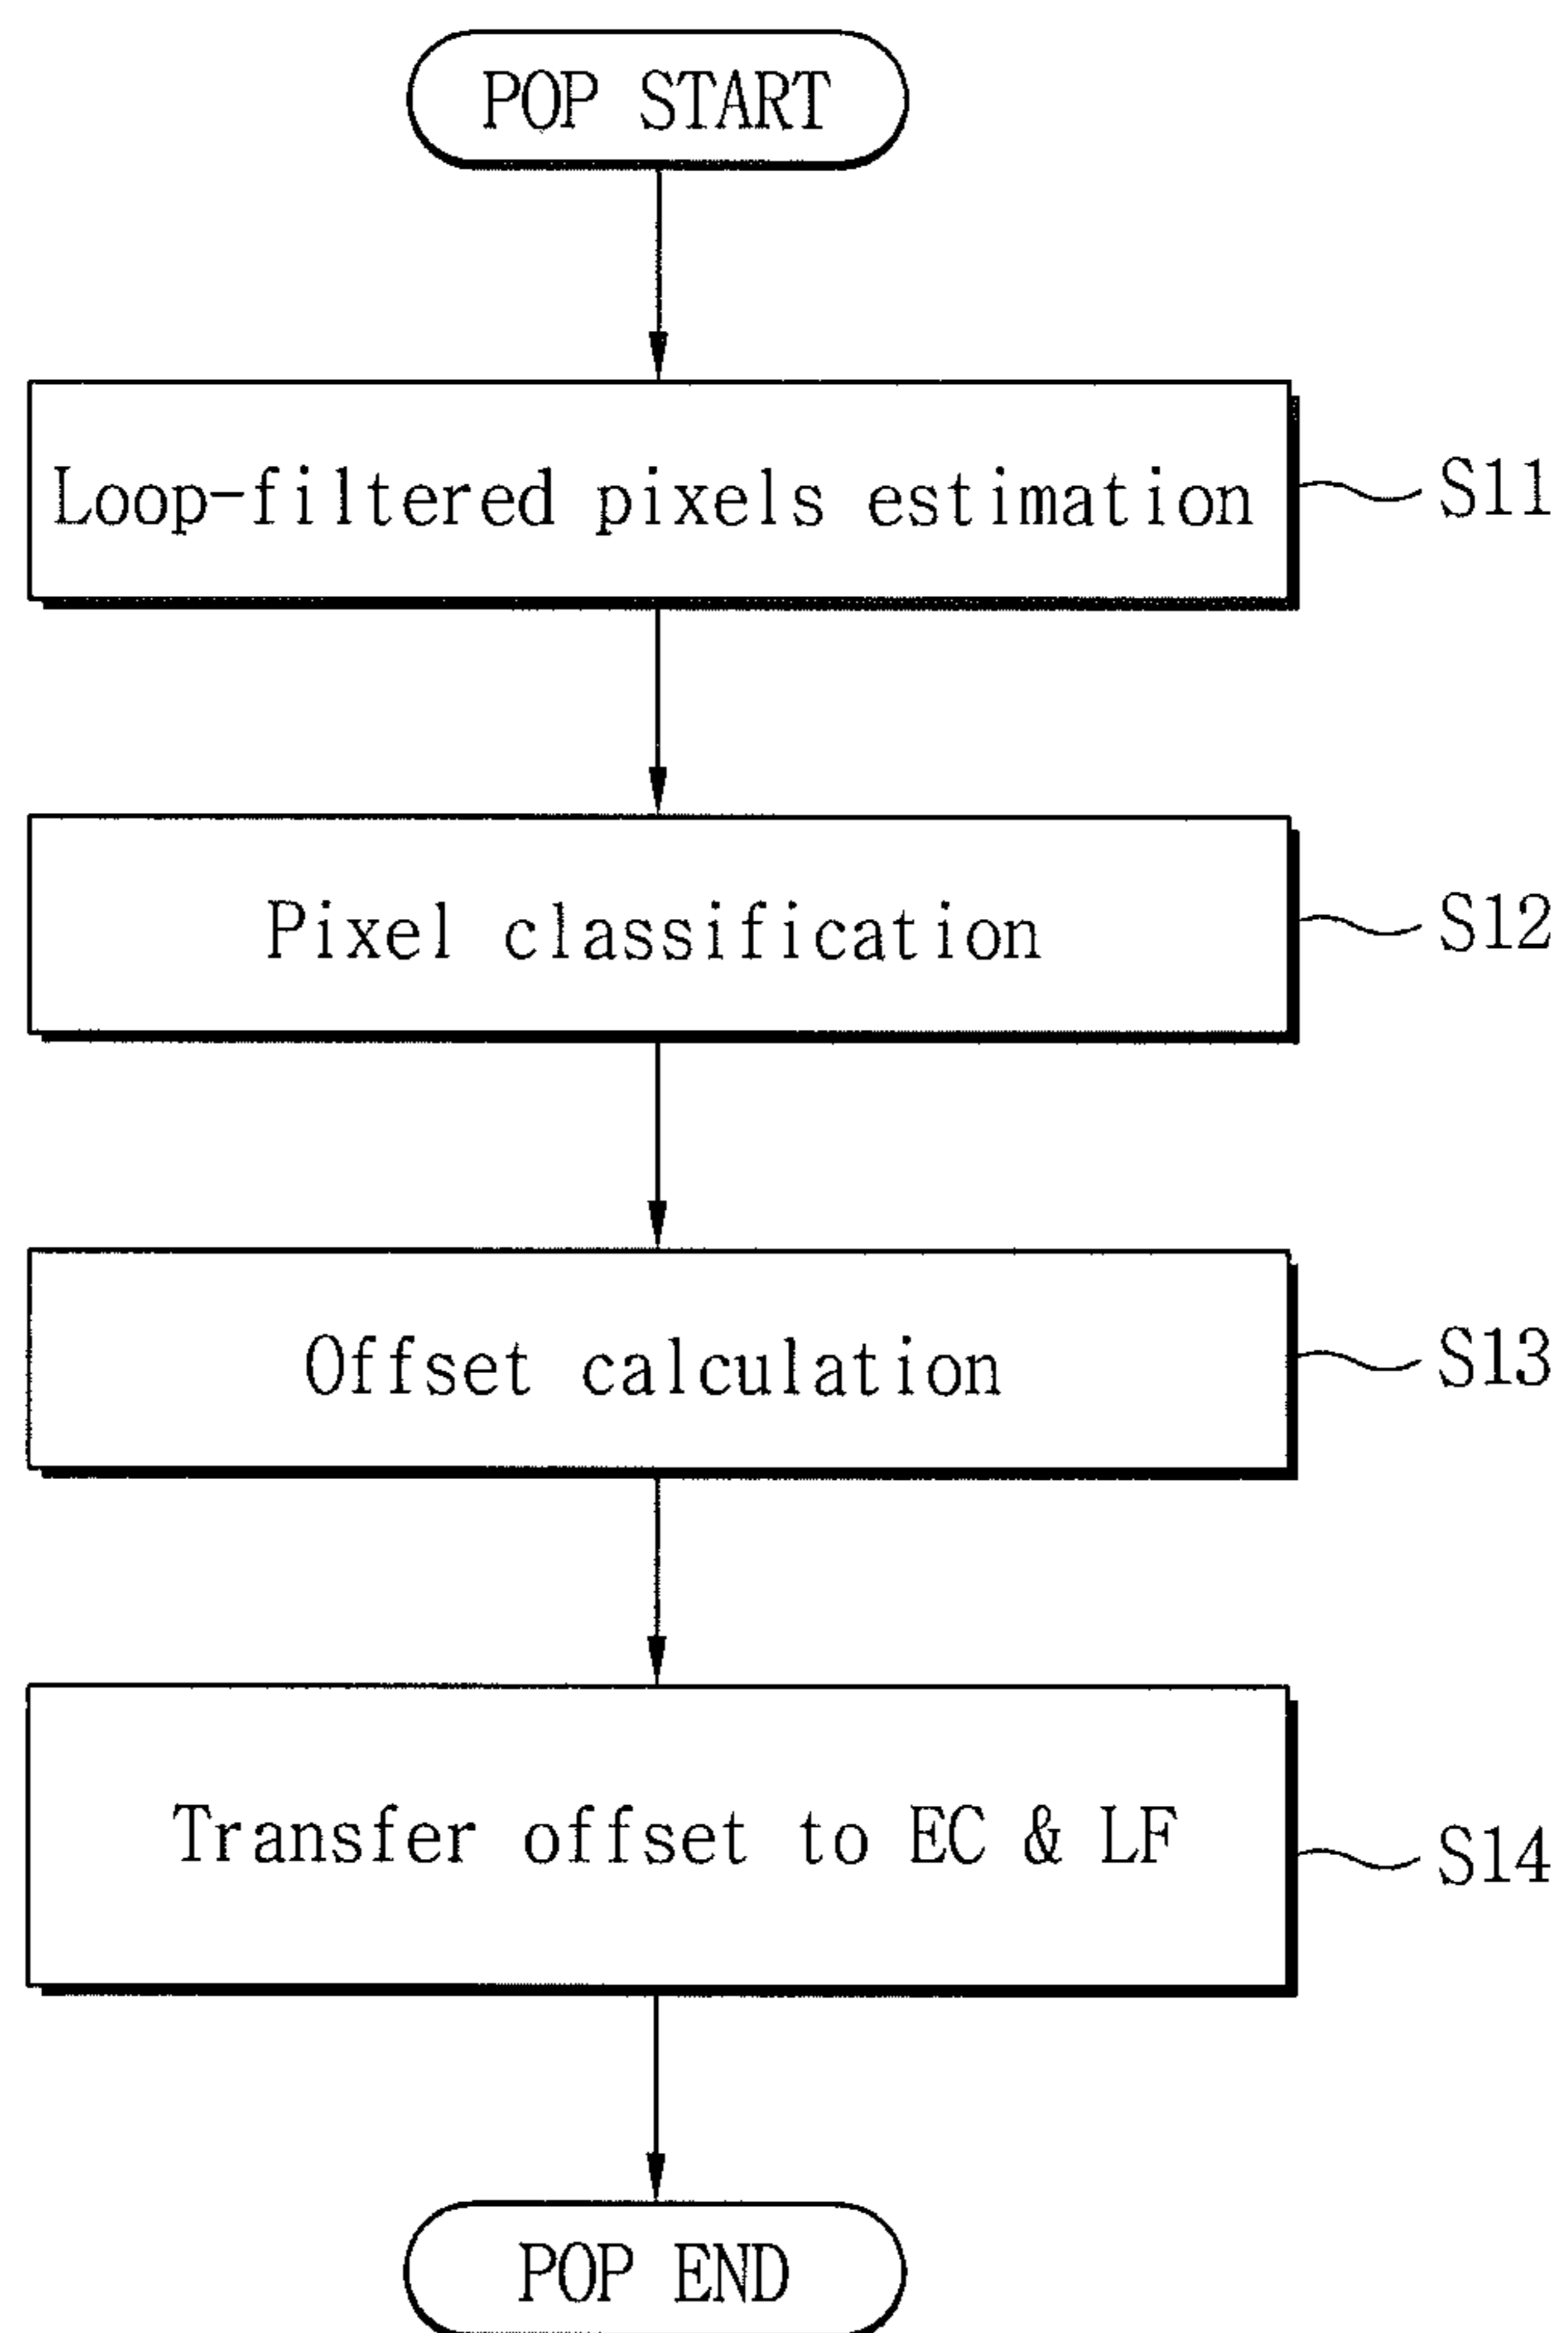 POP START
Loop-filtered pixels estimation
S11
Pixel classification
S12
Offset calculation
S13
Transfer offset to EC & LF
S14
POP END